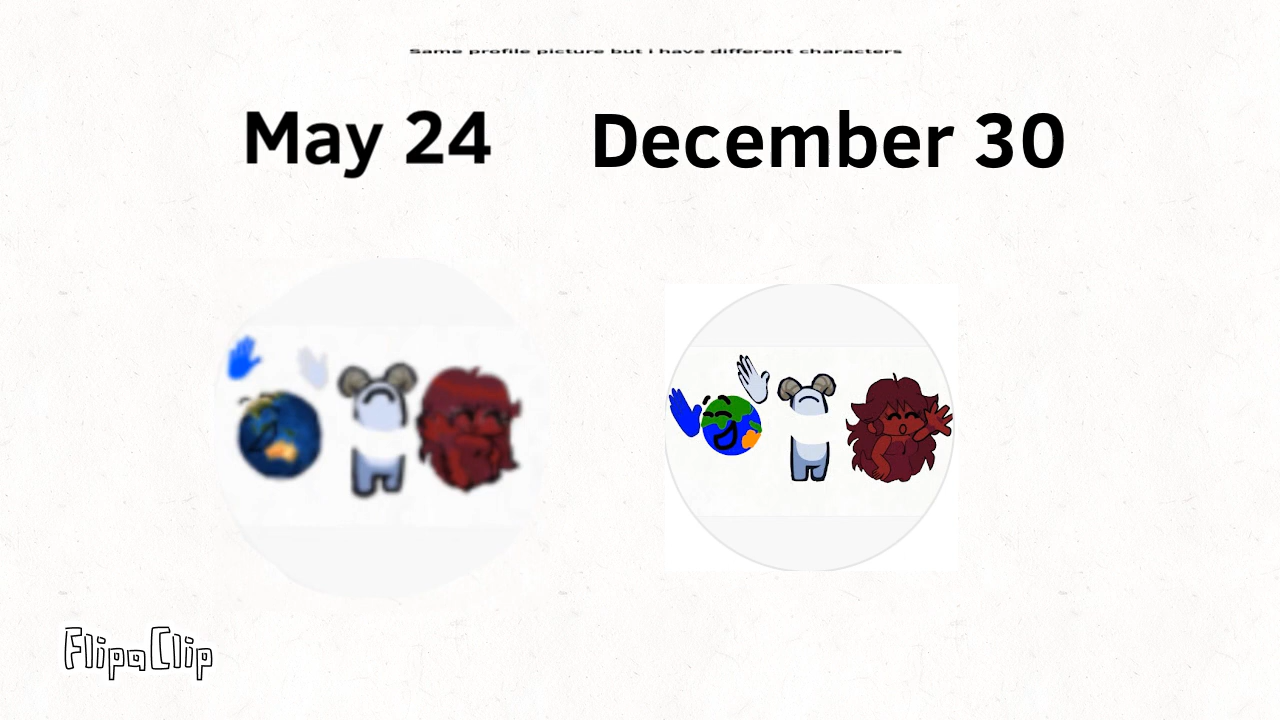 Same profile picture but i have different characters
May 24
December 30
FlipaClip